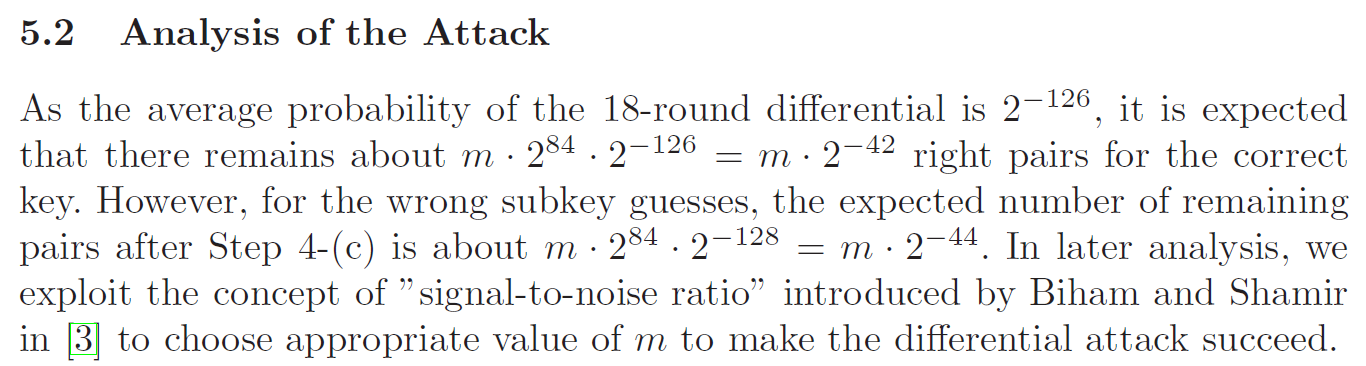 5.2 Analysis of the Attack
As the average probability of the 18-round differential is 2⁻¹²⁶, it is expected
that there remains about m · 2⁸⁴ · 2⁻¹²⁶ = m · 2⁻⁴² right pairs for the correct
key. However, for the wrong subkey guesses, the expected number of remaining
pairs after Step 4-(c) is about m · 2⁸⁴ · 2⁻¹²⁸ = m · 2⁻⁴⁴. In later analysis, we
exploit the concept of ”signal-to-noise ratio” introduced by Biham and Shamir
in [3] to choose appropriate value of m to make the differential attack succeed.